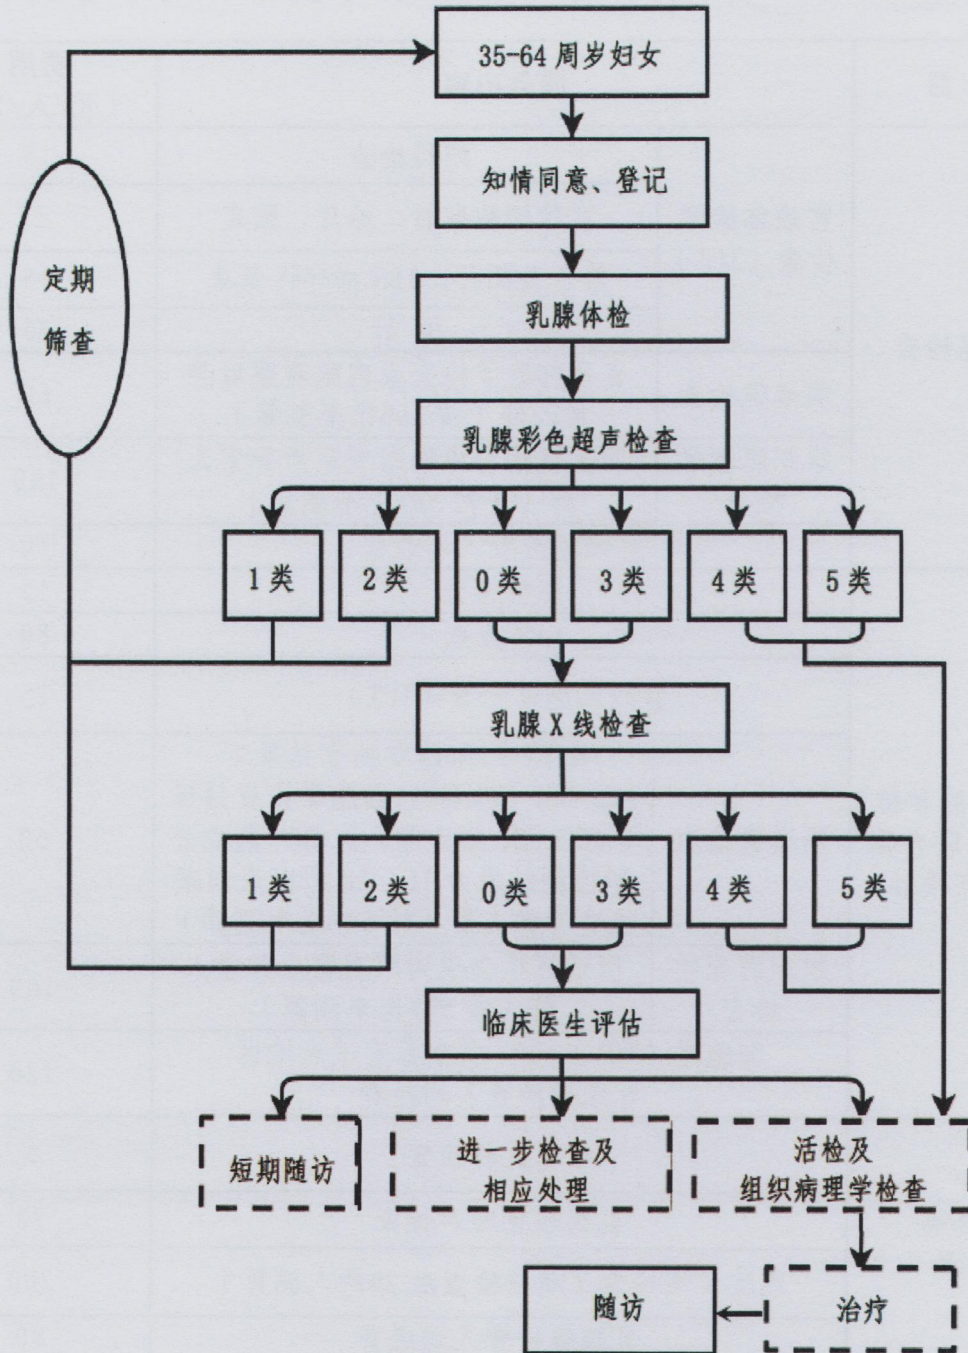 35-64 周岁妇女
知情同意、登记
定期
筛查
乳腺体检
乳腺彩色超声检查
1 类
2 类
0 类
3 类
4 类
5 类
乳腺 X 线检查
1 类
2 类
0 类
3 类
4 类
5 类
临床医生评估
短期随访
进一步检查及
相应处理
活检及
组织病理学检查
随访
治疗